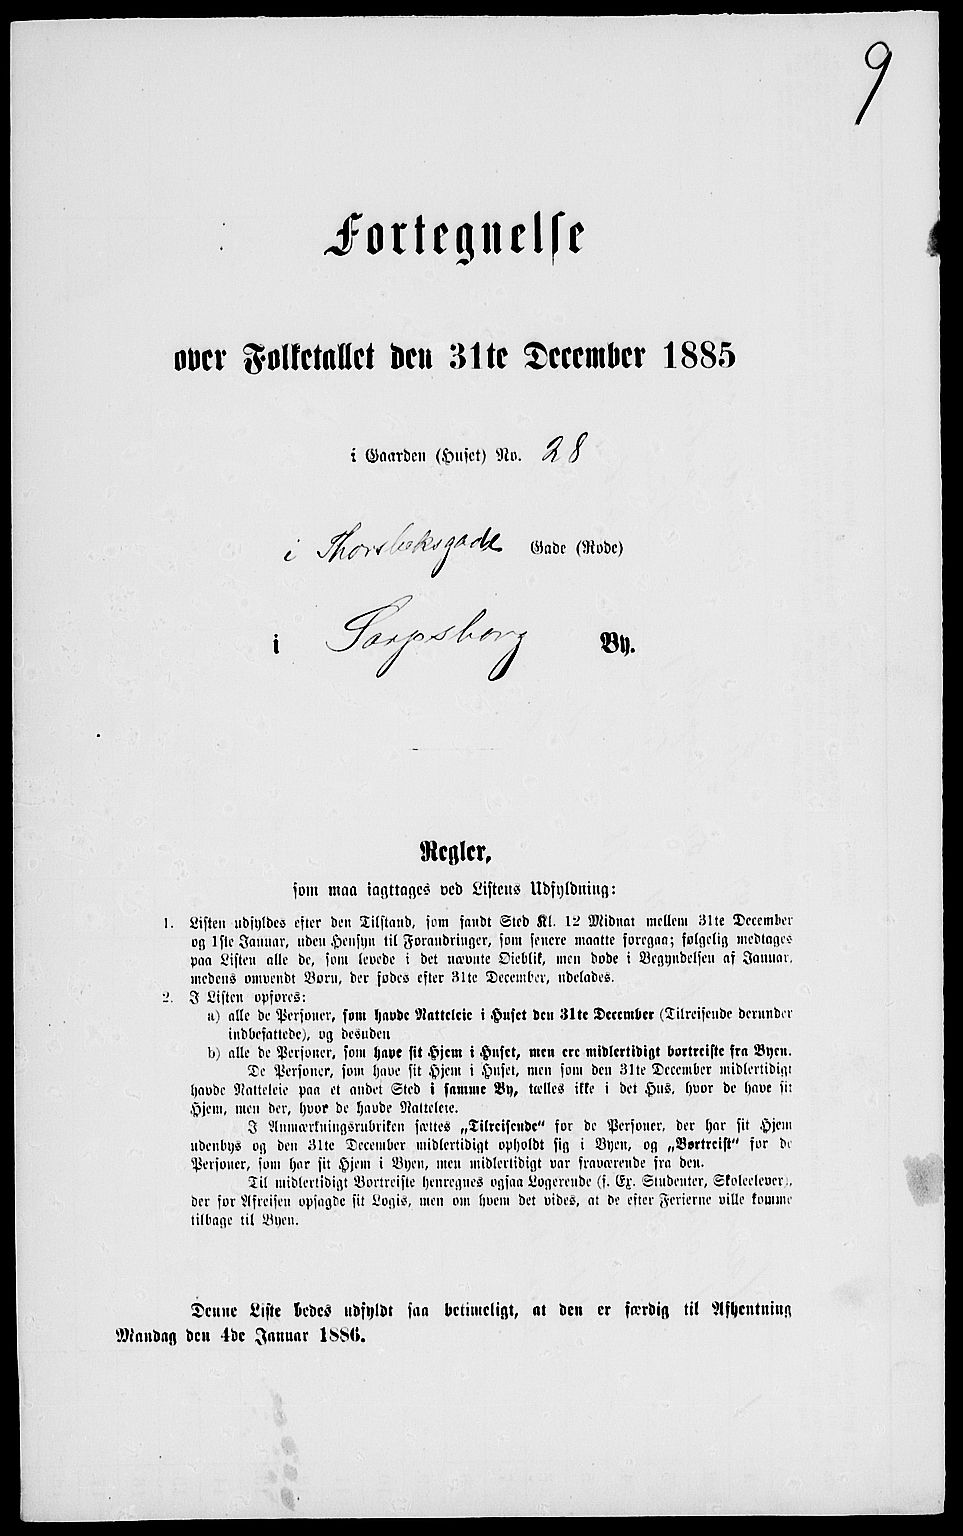 9
Fortegnelse
over Folketallet den 31te December 1885
i Gaarden (Huset) No. 28
i Thorsbeksgade Gade (Rode)
i Sarpsborg By.
Regler,
som maa iagttages ved Listens Udfyldning:
1. Listen udfyldes efter den Tilstand, som fandt Sted Kl. 12 Midnat mellem 31te December
og 1ste Januar, uden Hensyn til Forandringer, som senere maatte foregaa; følgelig medtages
paa Listen alle de, som levede i det nævnte Øieblik, men døde i Begyndelsen af Januar,
medens omvendt Børn, der fødes efter 31te December, udelades.
2. I Listen opføres:
a) alle de Personer, som havde Natteleie i Huset den 31te December (Tilreisende derunder
indbefattede), og desuden
b) alle de Personer, som have sit Hjem i Huset, men ere midlertidigt bortreiste fra Byen.
De Personer, som have sit Hjem i Huset, men som den 31te December midlertidigt
havde Natteleie paa et andet Sted i samme By, tælles ikke i det Hus, hvor de have sit
Hjem, men der, hvor de havde Natteleie.
I Anmærkningsrubriken sættes „Tilreisende“ for de Personer, der har sit Hjem
udenbys og den 31te December midlertidigt opholdt sig i Byen, og „Bortreist“ for de
Personer, som har sit Hjem i Byen, men midlertidigt var fraværende fra den.
Til midlertidigt Bortreiste henregnes ogsaa Logerende (f. Ex. Studenter, Skoleelever),
der før Afreisen opsagde sit Logis, men om hvem det vides, at de efter Ferierne ville komme
tilbage til Byen.
Denne Liste bedes udfyldt saa betimeligt, at den er færdig til Afhentning
Mandag den 4de Januar 1886.